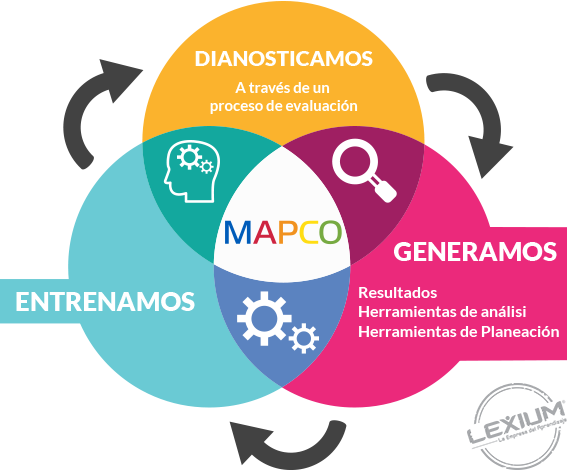 DIANOSTICAMOS
A través de un
proceso de evaluación
MAPCO
GENERAMOS
ENTRENAMOS
Resultados
Herramientas de análisi
Herramientas de Planeación
LEXIUM®
La Empresa del Aprendizaje